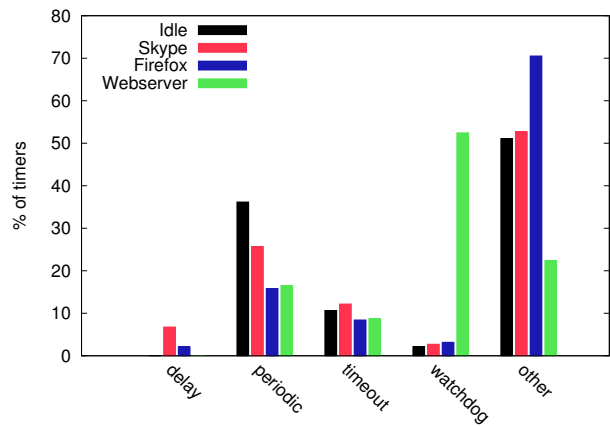 80
70
60
50
40
30
20
10
0
% of timers
Idle
Skype
Firefox
Webserver
delay
periodic
timeout
watchdog
other